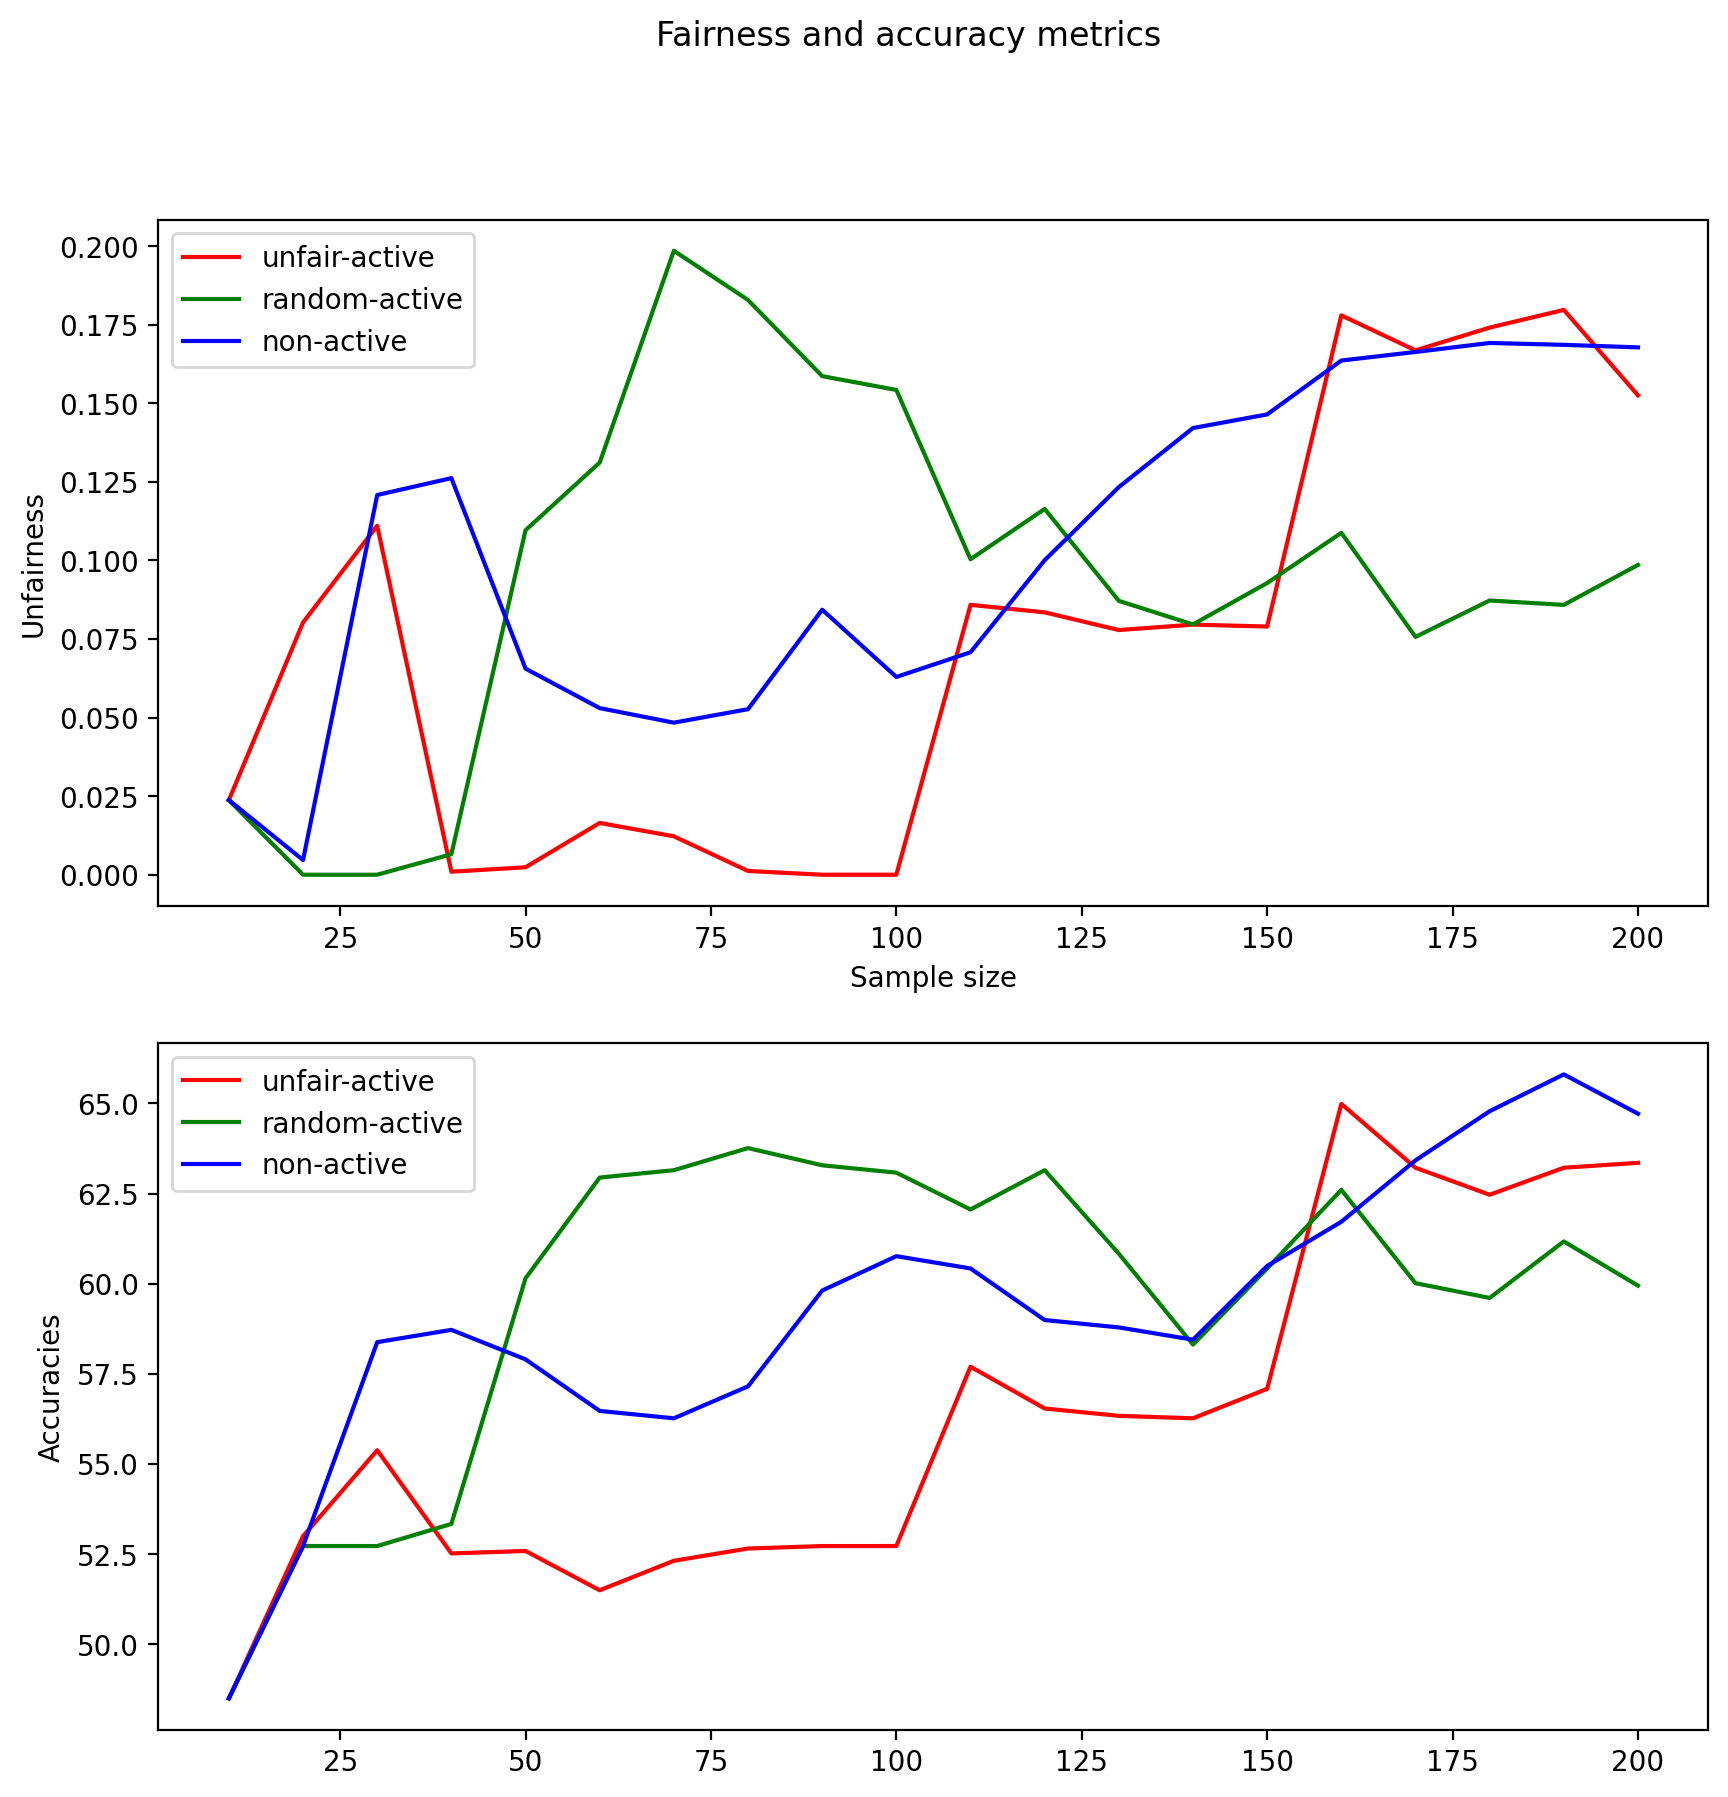 Fairness and accuracy metrics
unfair-active
random-active
non-active
0.200
0.175
0.150
0.125
0.100
0.075
0.050
0.025
0.000
Unfairness
25 50 75 100 125 150 175 200
Sample size
unfair-active
random-active
non-active
65.0
62.5
60.0
57.5
55.0
52.5
50.0
Accuracies
25 50 75 100 125 150 175 200